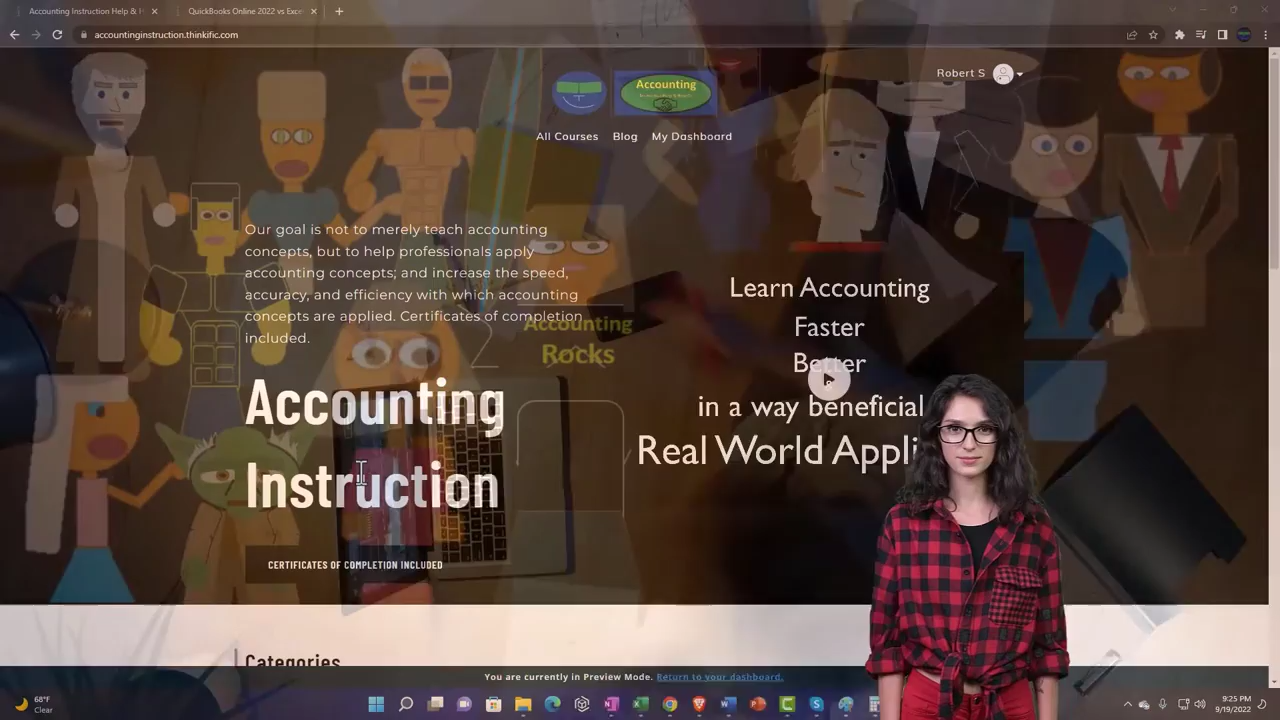 Accounting Instruction Help & H
QuickBooks Online 2022 vs Exce
accountinginstruction.thinkific.com
Robert S
Accounting
All Courses Blog My Dashboard
Our goal is not to merely teach accounting
concepts, but to help professionals apply
accounting concepts; and increase the speed,
accuracy, and efficiency with which accounting
concepts are applied. Certificates of completion
included.
Accounting
Rocks
Learn Accounting
Faster
Better
&
in a way beneficial
Real World Appli
Accounting
Instruction
CERTIFICATES OF COMPLETION INCLUDED
Categories
You are currently in Preview Mode. Return to your dashboard.
68°F
Clear
9:25 PM
9/19/2022